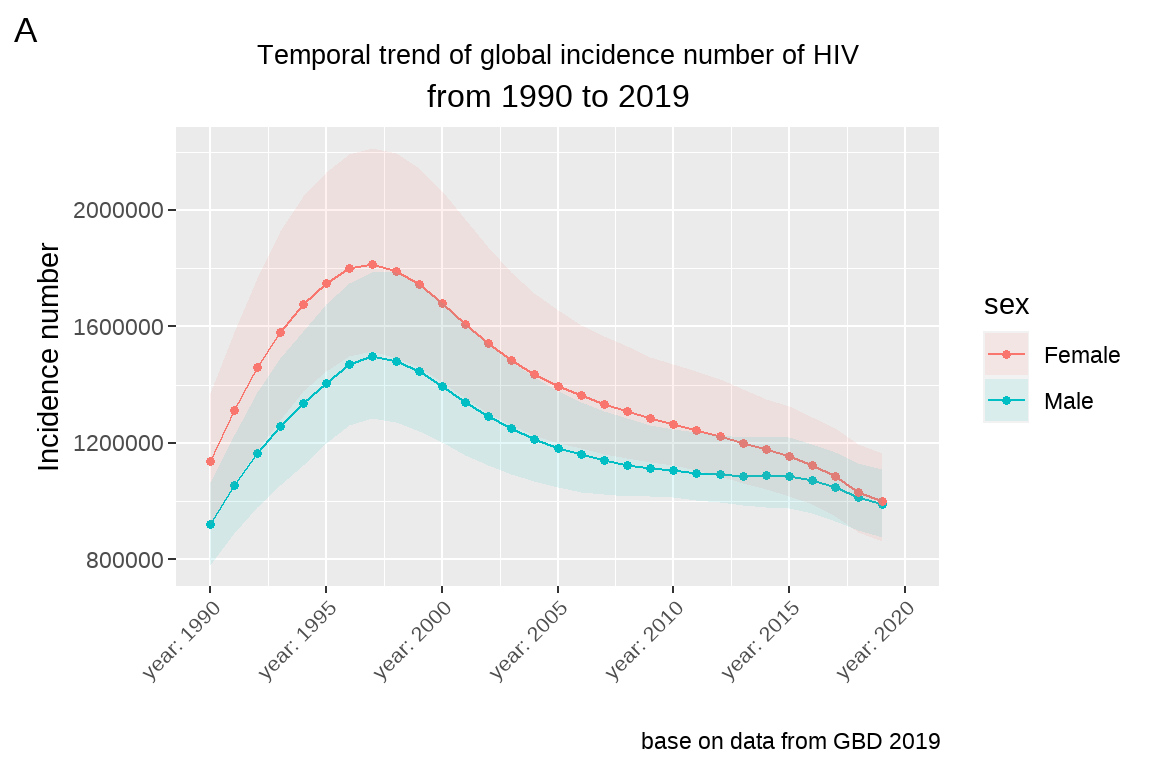 A
Temporal trend of global incidence number of HIV
from 1990 to 2019
Incidence number
2000000
1600000
1200000
800000
year: 1990
year: 1995
year: 2000
year: 2005
year: 2010
year: 2015
year: 2020
sex
Female
Male
base on data from GBD 2019